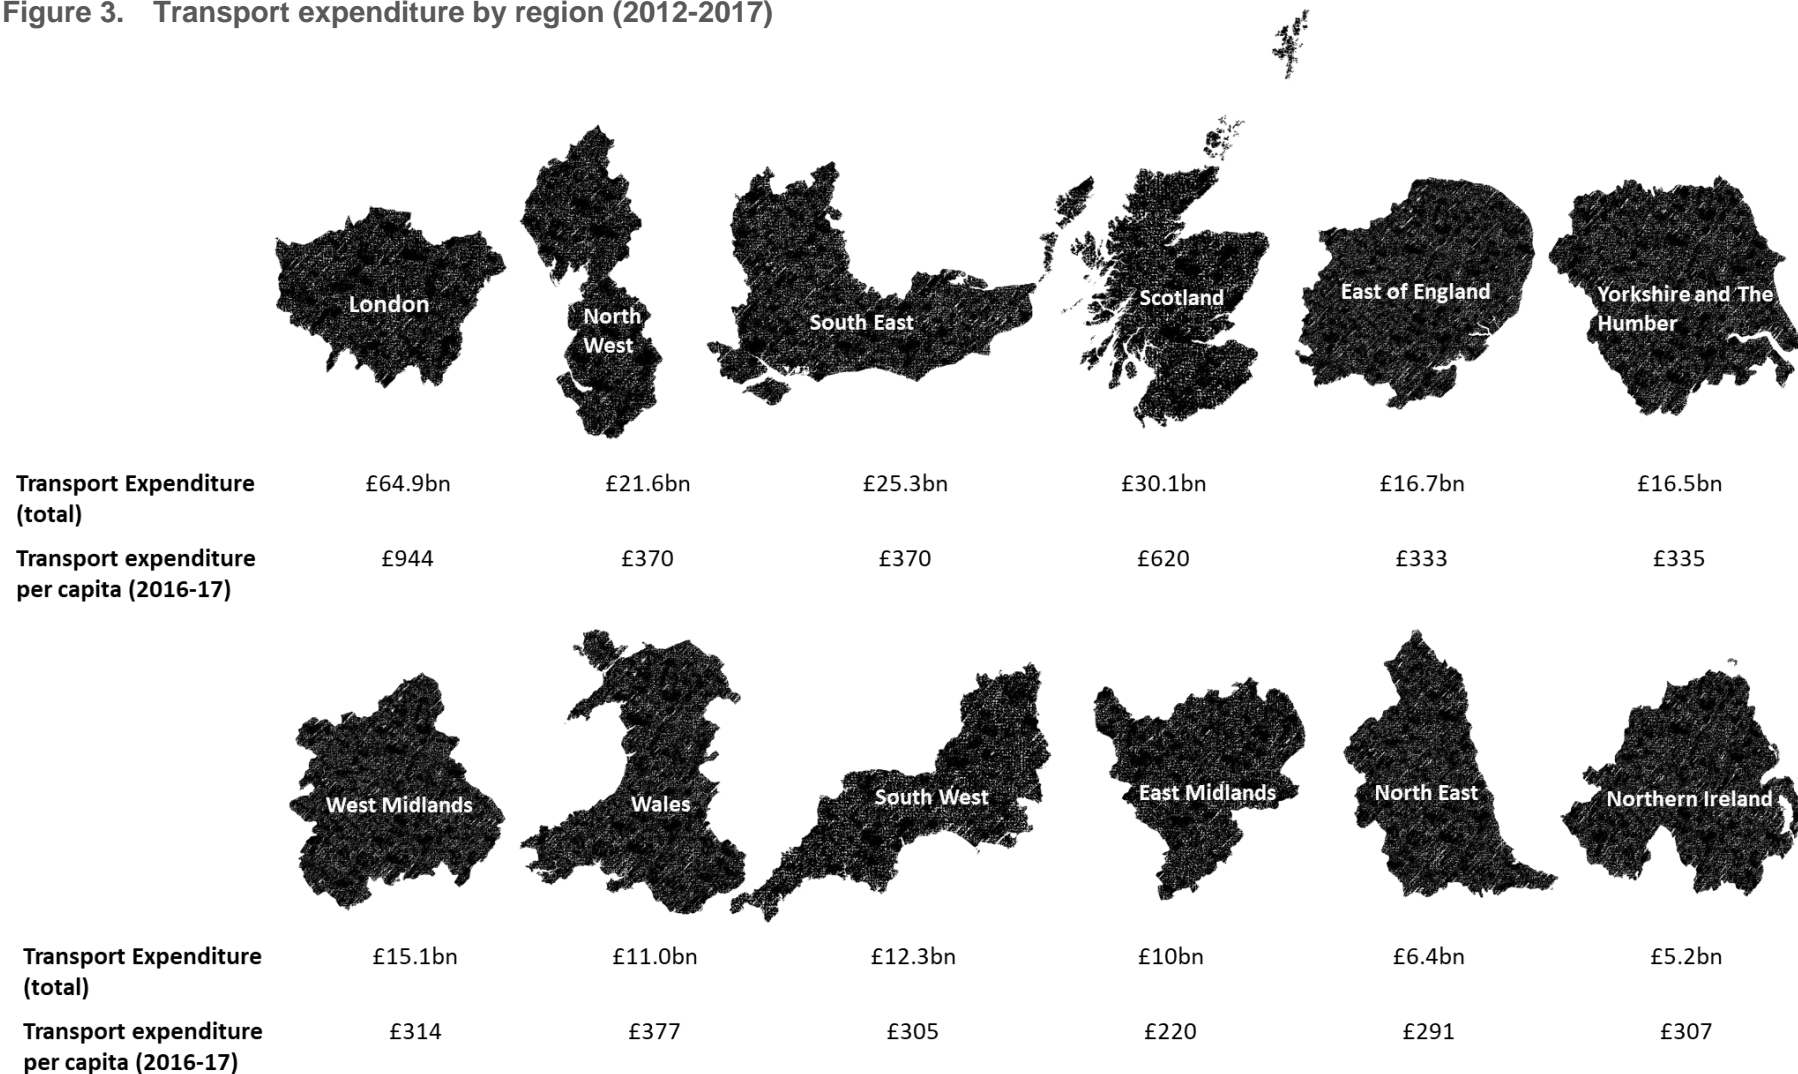 Figure 3. Transport expenditure by region (2012-2017)
London
North
West
South East
Scotland
East of England
Yorkshire and The
Humber
Transport Expenditure
(total)
£64.9bn £21.6bn £25.3bn £30.1bn £16.7bn £16.5bn
Transport expenditure
per capita (2016-17)
£944 £370 £370 £620 £333 £335
West Midlands
Wales
South West
East Midlands
North East
Northern Ireland
Transport Expenditure
(total)
£15.1bn £11.0bn £12.3bn £10bn £6.4bn £5.2bn
Transport expenditure
per capita (2016-17)
£314 £377 £305 £220 £291 £307